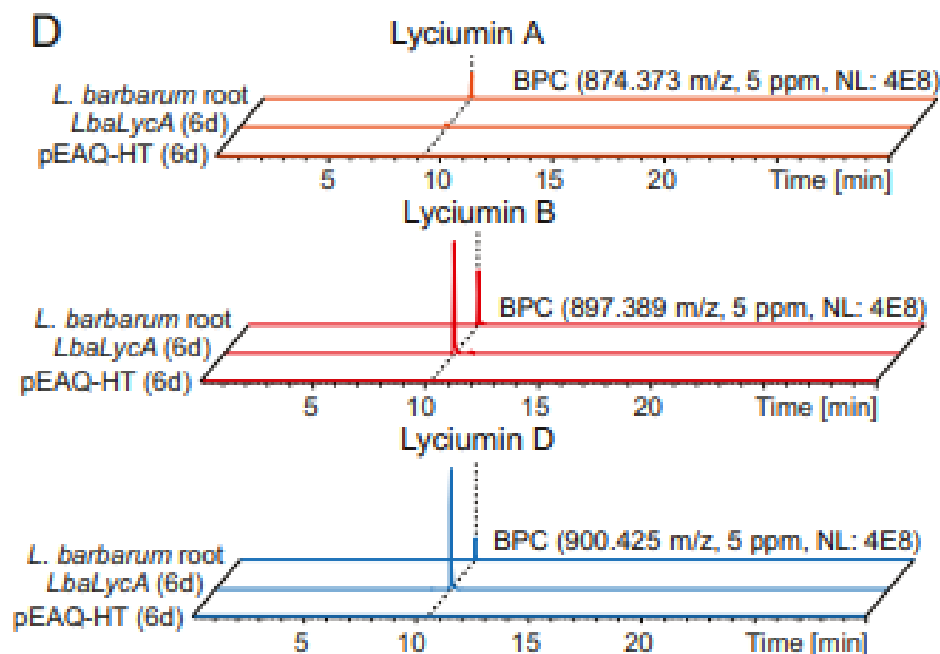 D
Lyciumin A
BPC (874.373 m/z, 5 ppm, NL: 4E8)
L. barbarum root
LbaLycA (6d)
pEAQ-HT (6d)
5 10 15 20 Time [min]
Lyciumin B
BPC (897.389 m/z, 5 ppm, NL: 4E8)
L. barbarum root
LbaLycA (6d)
pEAQ-HT (6d)
5 10 15 20 Time [min]
Lyciumin D
BPC (900.425 m/z, 5 ppm, NL: 4E8)
L. barbarum root
LbaLycA (6d)
pEAQ-HT (6d)
5 10 15 20 Time [min]